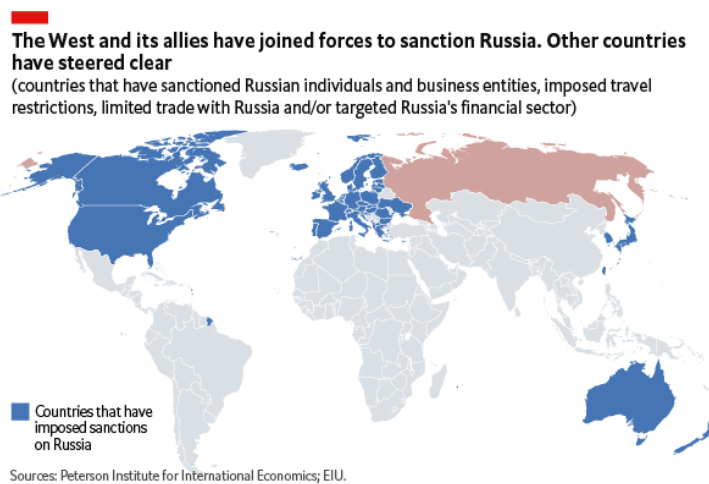 The West and its allies have joined forces to sanction Russia. Other countries
have steered clear
(countries that have sanctioned Russian individuals and business entities, imposed travel
restrictions, limited trade with Russia and/or targeted Russia's financial sector)
Countries that have
imposed sanctions
on Russia
Sources: Peterson Institute for International Economics; EIU.